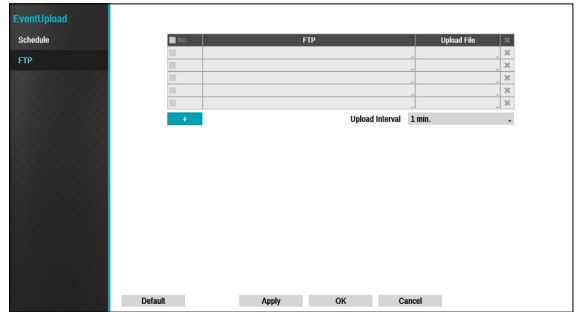 EventUpload
Schedule
FTP
No. FTP Upload File
+ Upload Interval 1 min.
Default Apply OK Cancel